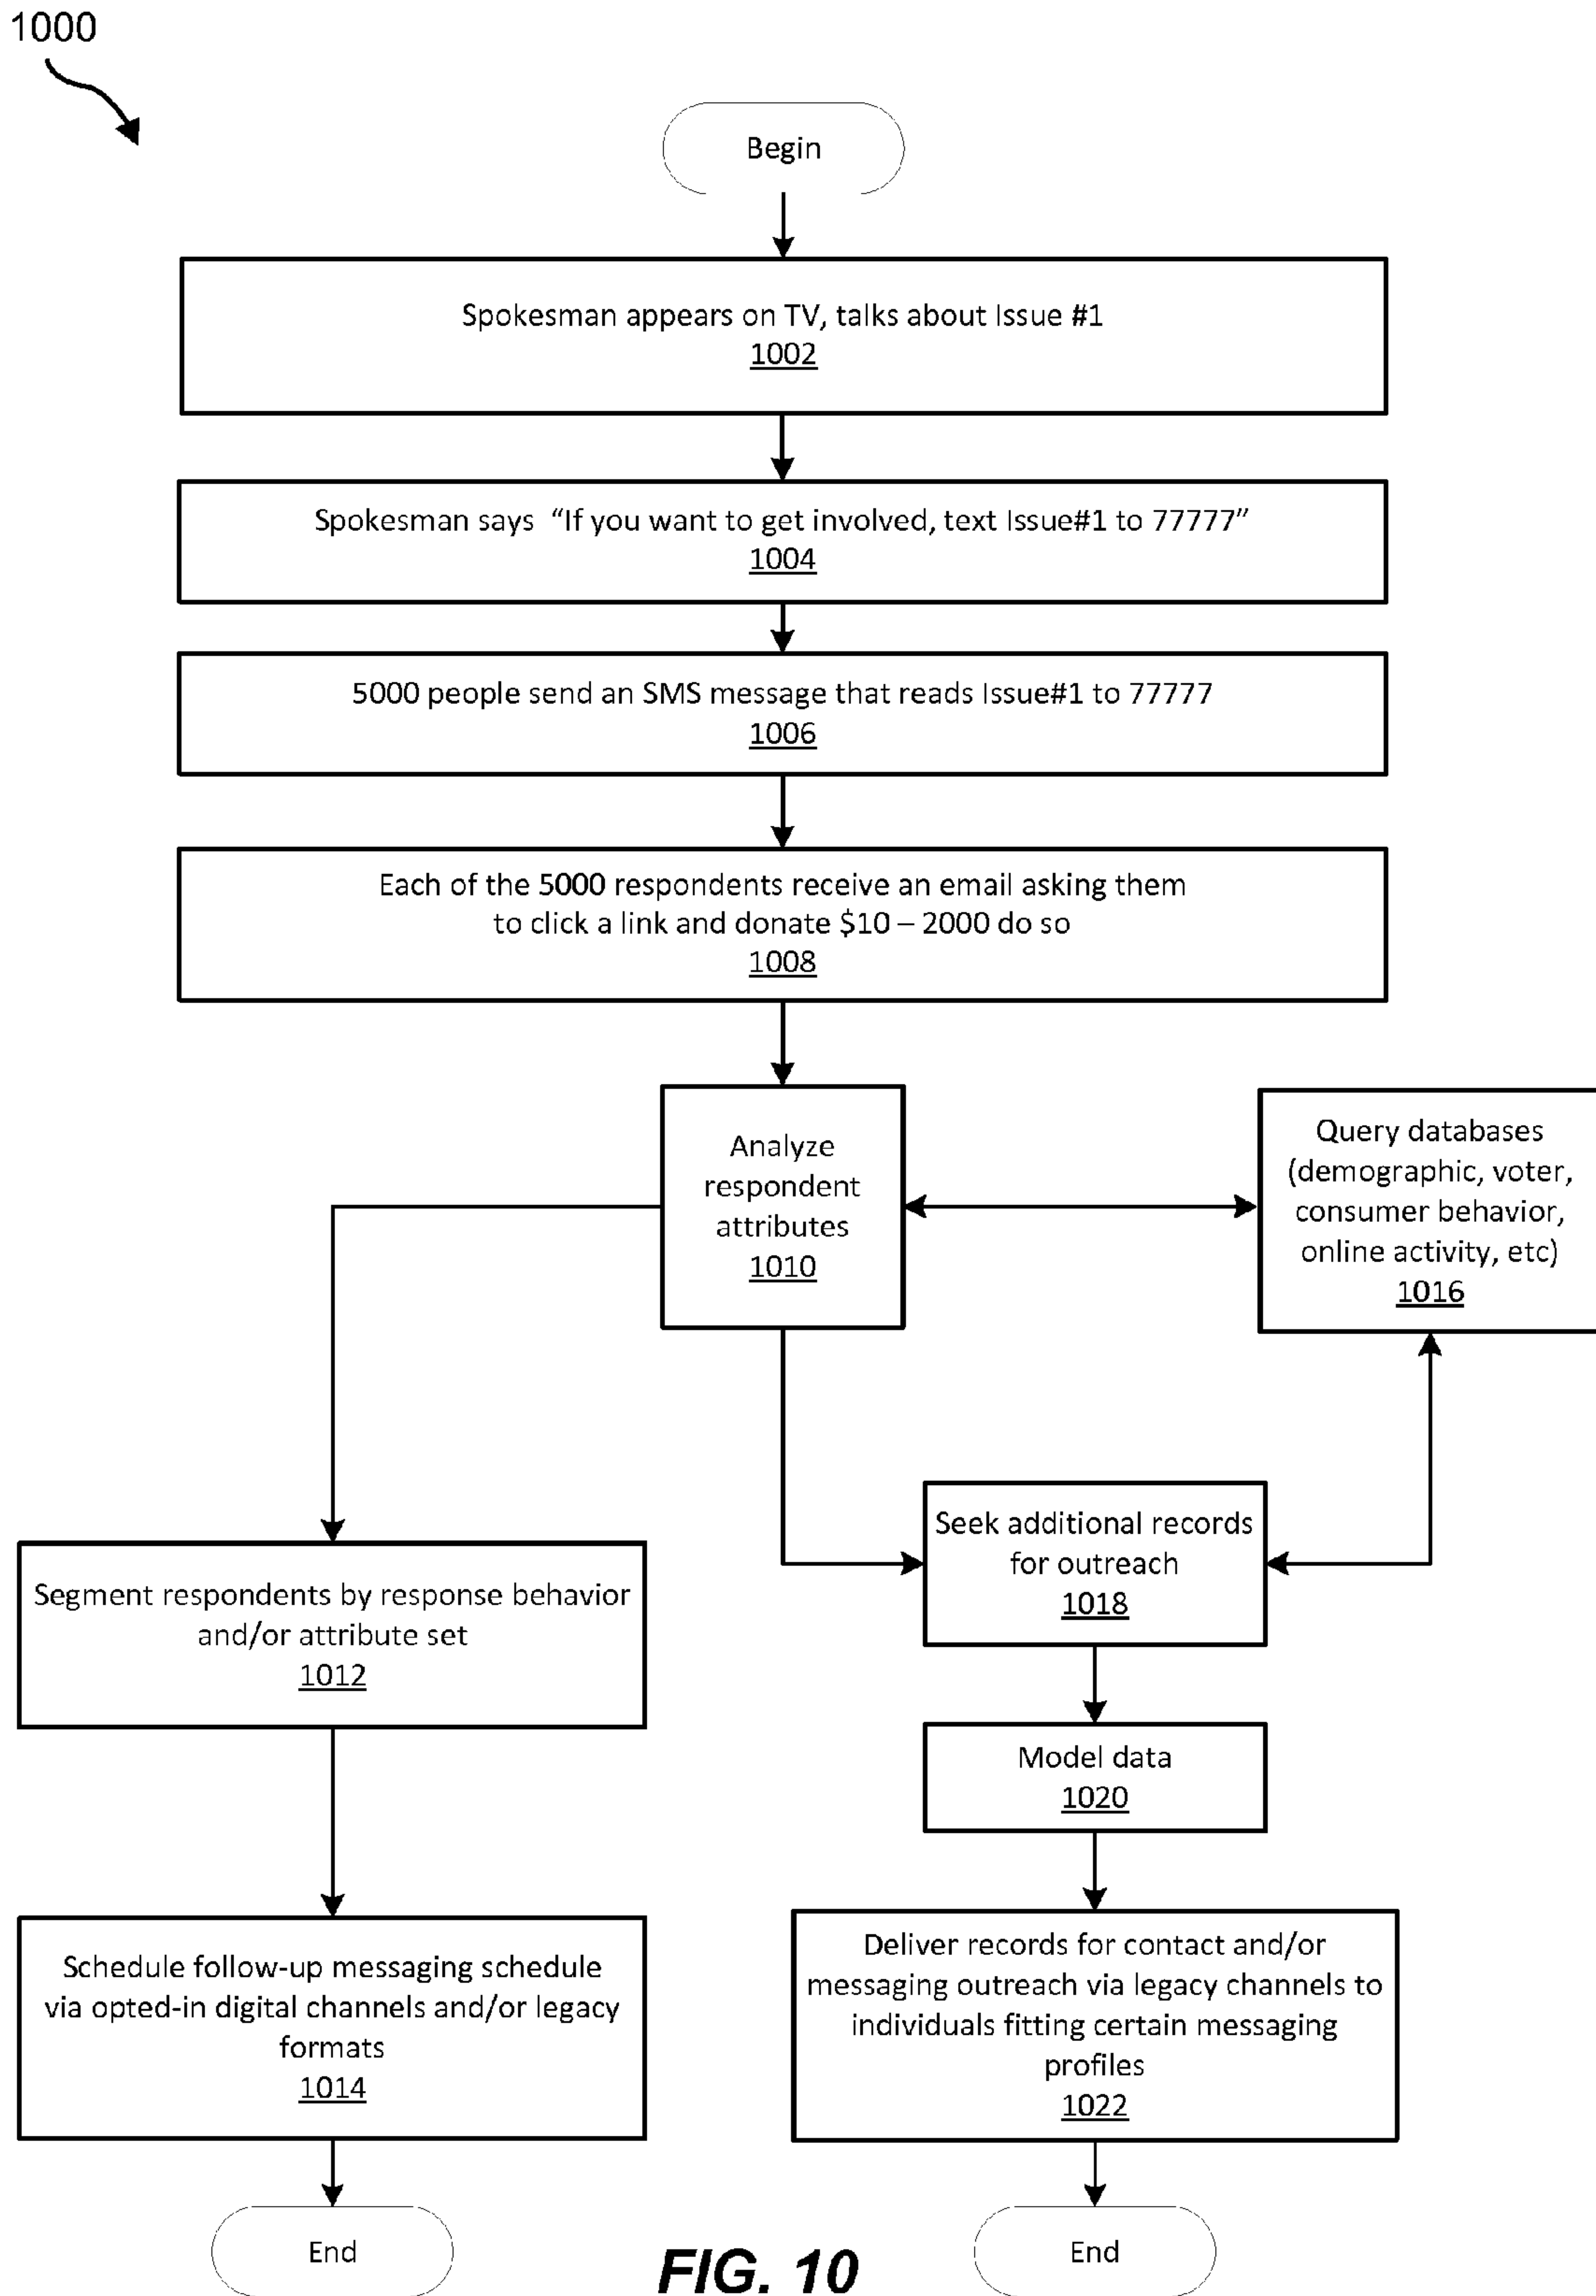 1000
Begin
Spokesman appears on TV, talks about Issue #1
1002
Spokesman says “If you want to get involved, text Issue#1 to 77777”
1004
5000 people send an SMS message that reads Issue#1 to 77777
1006
Each of the 5000 respondents receive an email asking them
to click a link and donate $10 – 2000 do so
1008
Analyze
respondent
attributes
1010
Query databases
(demographic, voter,
consumer behavior,
online activity, etc)
1016
Segment respondents by response behavior
and/or attribute set
1012
Seek additional records
for outreach
1018
Model data
1020
Schedule follow-up messaging schedule
via opted-in digital channels and/or legacy
formats
1014
Deliver records for contact and/or
messaging outreach via legacy channels to
individuals fitting certain messaging
profiles
1022
End
End
FIG. 10